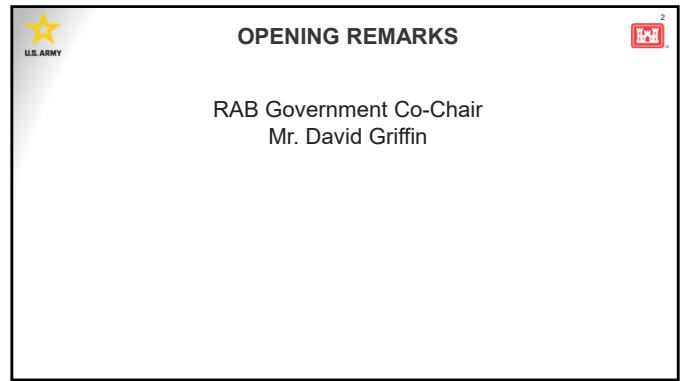 2
OPENING REMARKS
U.S. ARMY
RAB Government Co-Chair
Mr. David Griffin